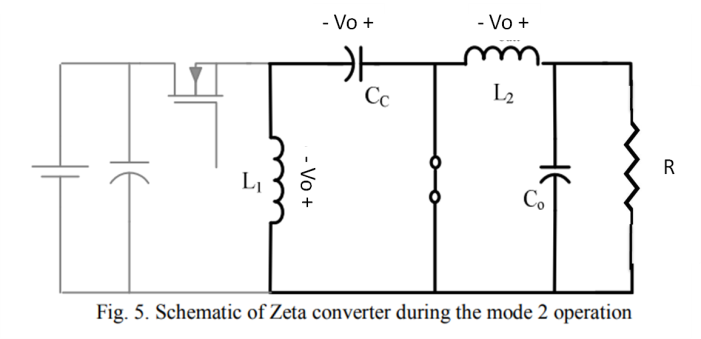 - Vo +
- Vo +
Cc
L2
L1
- Vo +
Co
R
Fig. 5. Schematic of Zeta converter during the mode 2 operation